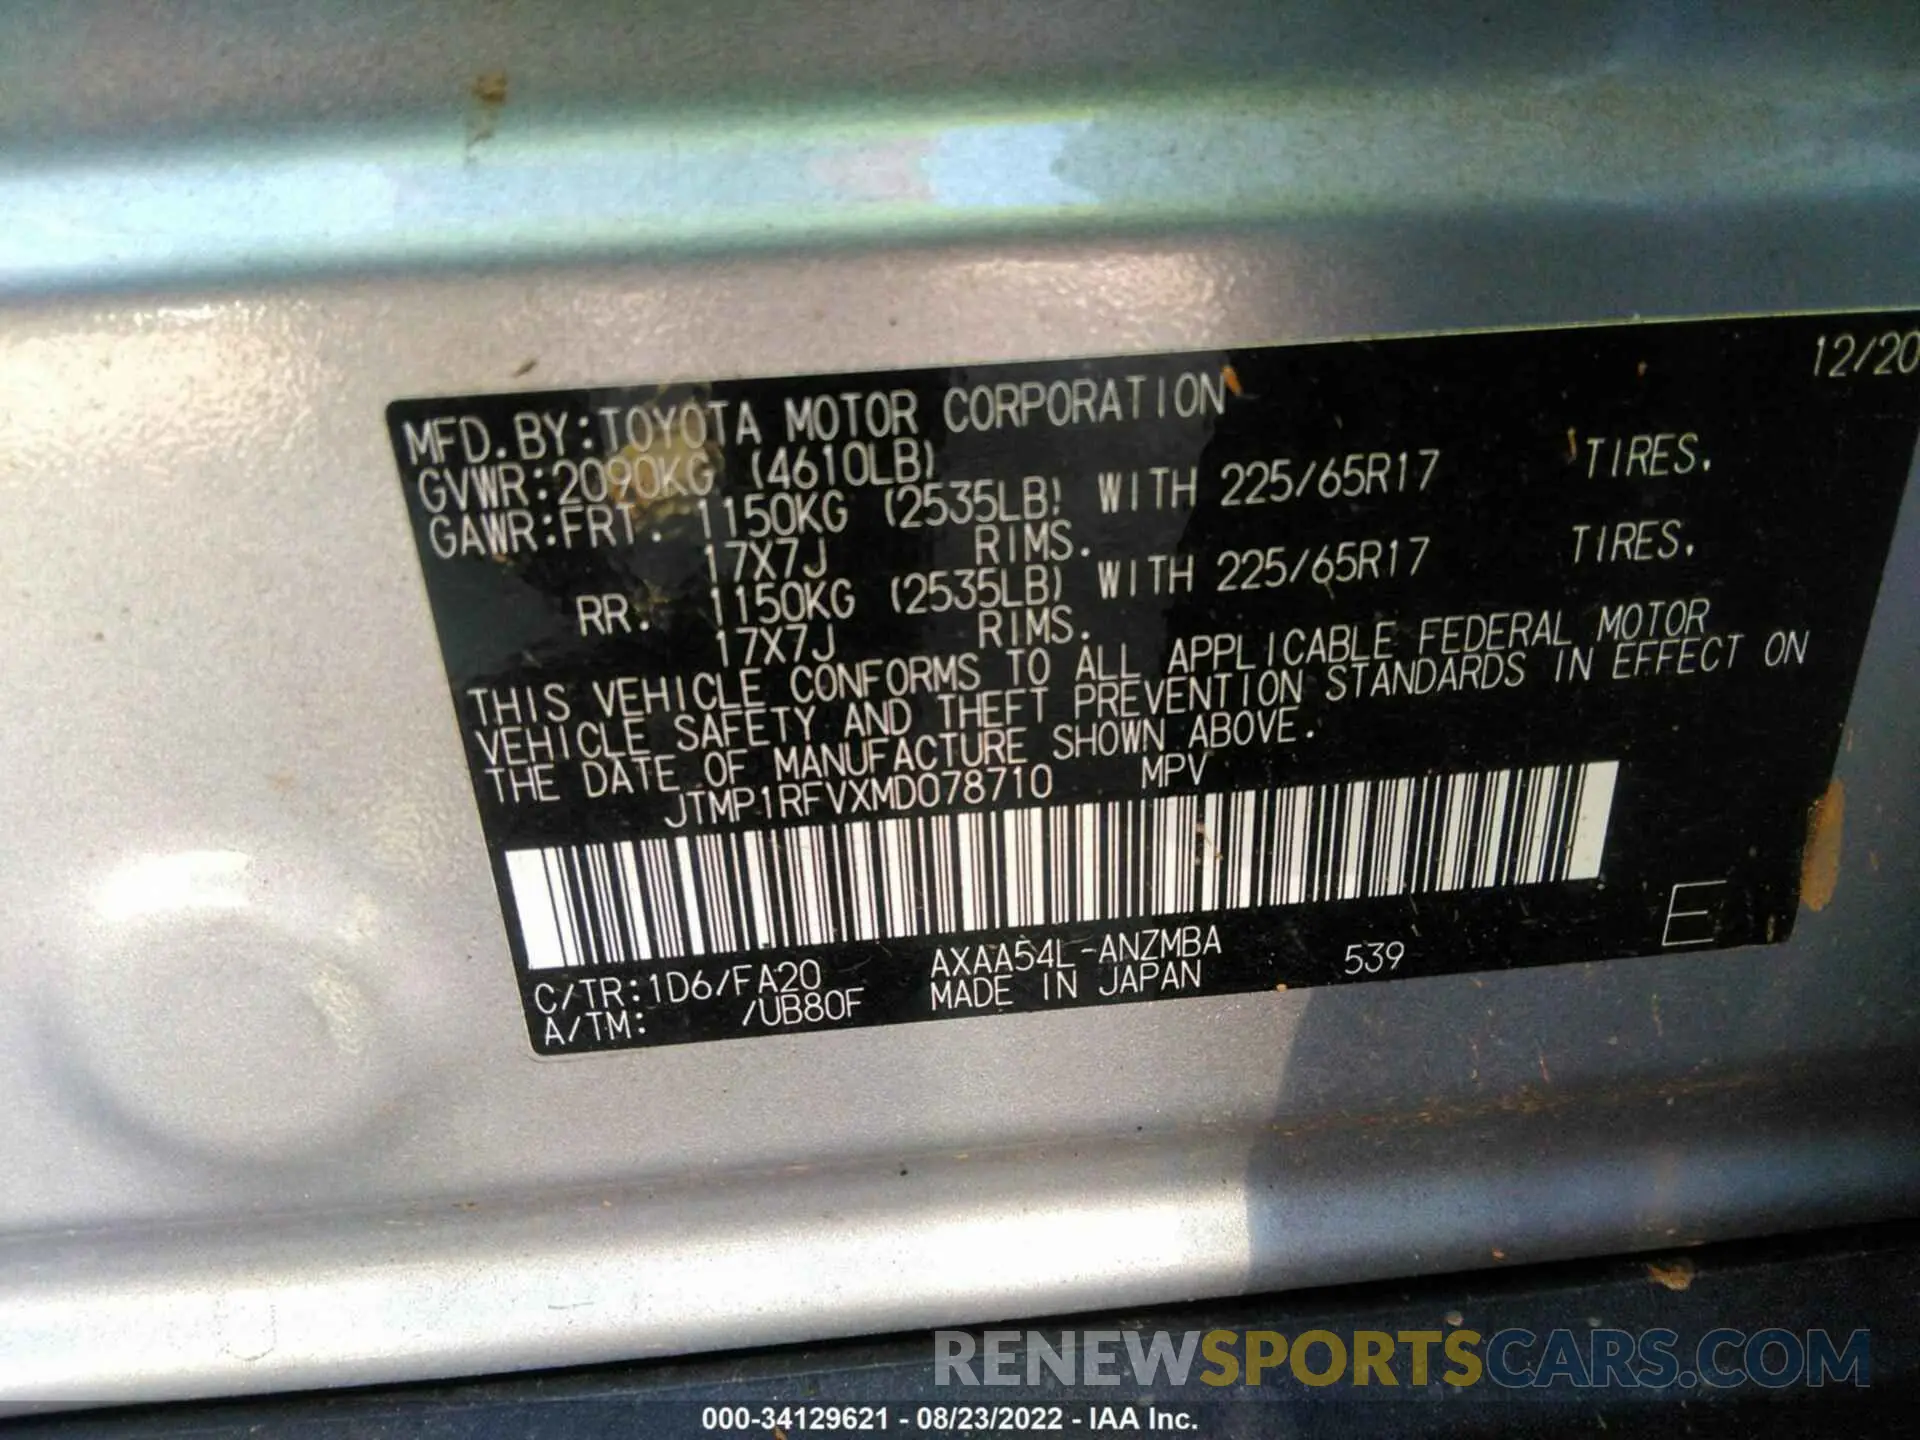 12/20
MFD.BY:TOYOTA MOTOR CORPORATION
GVWR:2090KG (4610LB)
GAWR:FRT. 1150KG (2535LB) WITH 225/65R17 TIRES.
17X7J RIMS.
RR. 1150KG (2535LB) WITH 225/65R17 TIRES.
17X7J RIMS.
THIS VEHICLE CONFORMS TO ALL APPLICABLE FEDERAL MOTOR
VEHICLE SAFETY AND THEFT PREVENTION STANDARDS IN EFFECT ON
THE DATE OF MANUFACTURE SHOWN ABOVE.
JTMP1RFVXMD078710 MPV
C/TR:1D6/FA20 AXAA54L-ANZMBA 539 E
A/TM: /UB80F MADE IN JAPAN
RENEWSPORTSCARS.COM
000-34129621 - 08/23/2022 - IAA Inc.